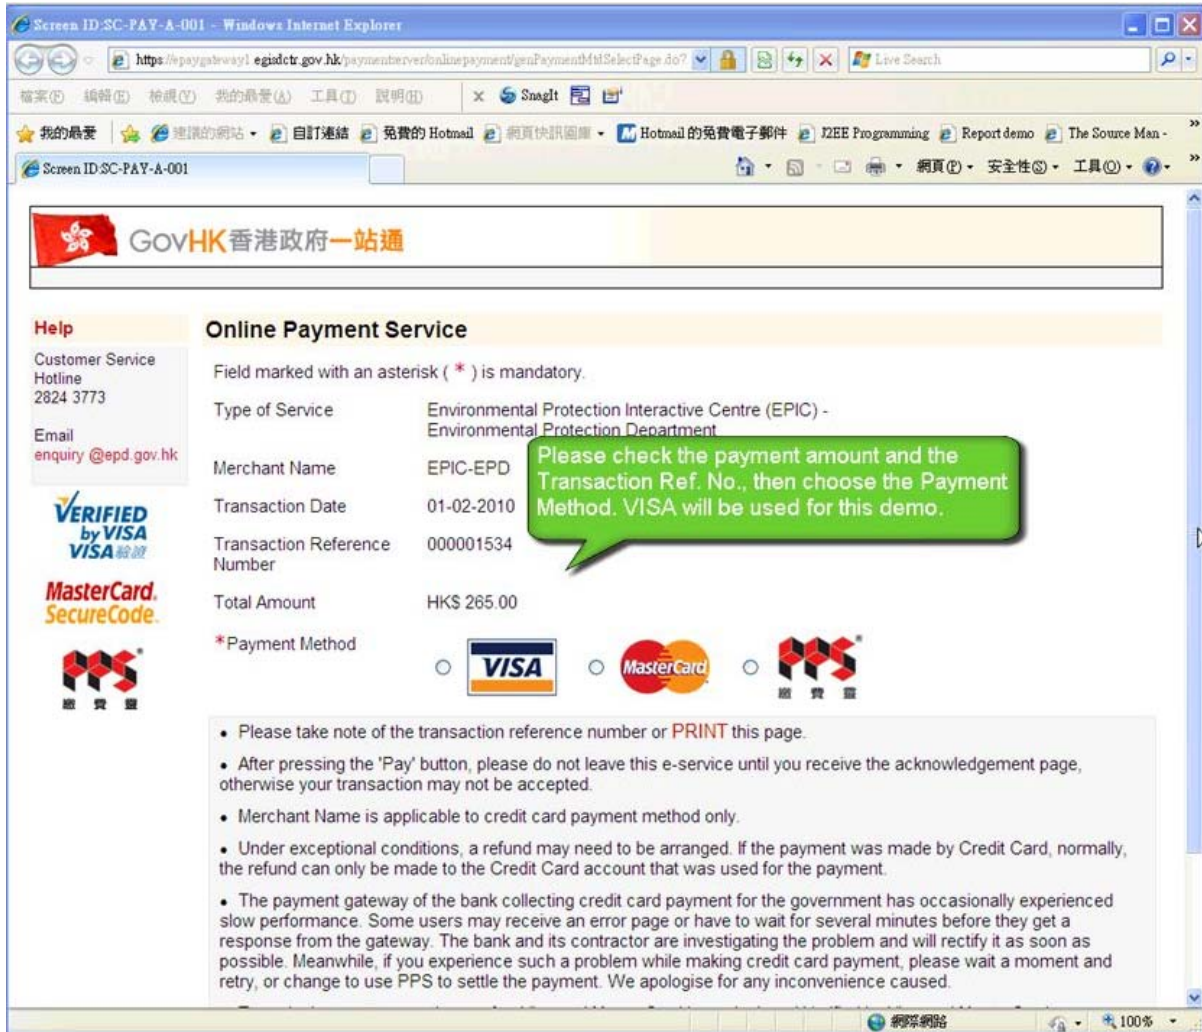 Screen ID:SC-PAY-A-001 - Windows Internet Explorer
https://epaygateway1.egisdctr.gov.hk/paymentserver/onlinepayment/genPaymentMtdSelectPage.do?
Live Search
檔案(F) 編輯(E) 檢視(V) 我的最愛(A) 工具(T) 說明(H) x SnagIt
我的最愛 建議的網站 自訂連結 免費的 Hotmail 網頁快訊圖庫 Hotmail 的免費電子郵件 J2EE Programming Report demo The Source Man - »
Screen ID:SC-PAY-A-001
網頁(P) 安全性(S) 工具(O) »
GovHK香港政府一站通
Help
Customer Service
Hotline
2824 3773
Email
enquiry @epd.gov.hk
VERIFIED
by VISA
VISA驗證
MasterCard.
SecureCode.
PPS
繳費靈
Online Payment Service
Field marked with an asterisk ( * ) is mandatory.
Type of Service Environmental Protection Interactive Centre (EPIC) -
Environmental Protection Department
Merchant Name EPIC-EPD
Transaction Date 01-02-2010
Transaction Reference 000001534
Number
Total Amount HK$ 265.00
Please check the payment amount and the
Transaction Ref. No., then choose the Payment
Method. VISA will be used for this demo.
*Payment Method
VISA MasterCard PPS
繳費靈
• Please take note of the transaction reference number or PRINT this page.
• After pressing the 'Pay' button, please do not leave this e-service until you receive the acknowledgement page,
otherwise your transaction may not be accepted.
• Merchant Name is applicable to credit card payment method only.
• Under exceptional conditions, a refund may need to be arranged. If the payment was made by Credit Card, normally,
the refund can only be made to the Credit Card account that was used for the payment.
• The payment gateway of the bank collecting credit card payment for the government has occasionally experienced
slow performance. Some users may receive an error page or have to wait for several minutes before they get a
response from the gateway. The bank and its contractor are investigating the problem and will rectify it as soon as
possible. Meanwhile, if you experience such a problem while making credit card payment, please wait a moment and
retry, or change to use PPS to settle the payment. We apologise for any inconvenience caused.
網際網路 100%